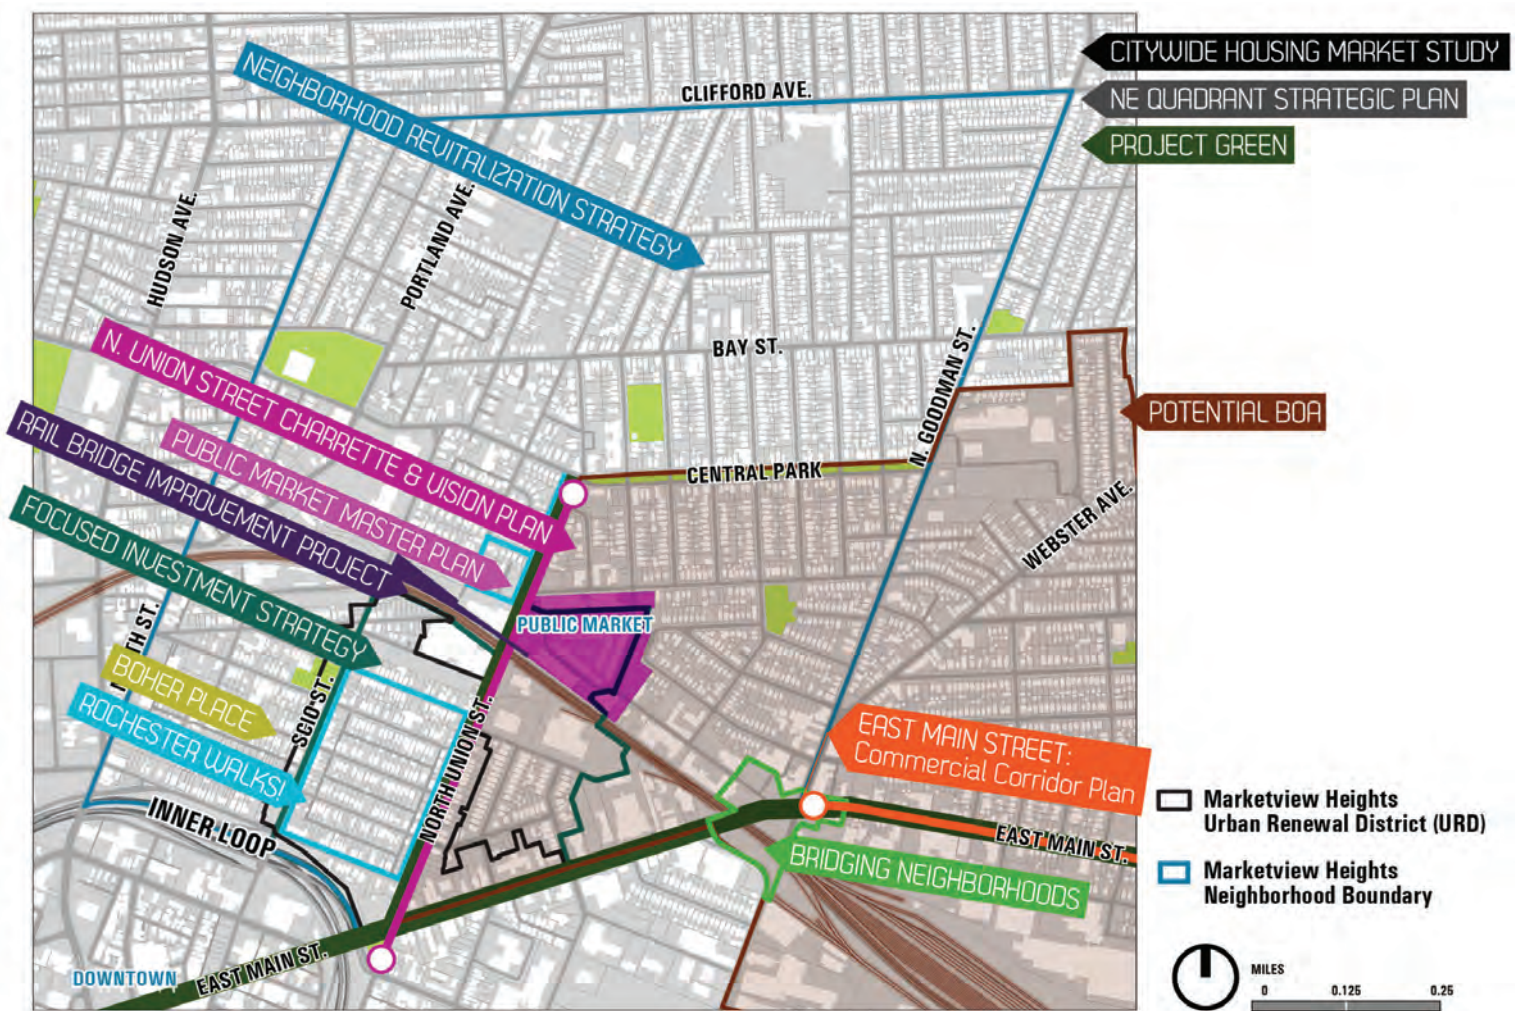 CITYWIDE HOUSING MARKET STUDY
NE QUADRANT STRATEGIC PLAN
PROJECT GREEN
CLIFFORD AVE.
NEIGHBORHOOD REVITALIZATION STRATEGY
HUDSON AVE.
PORTLAND AVE.
BAY ST.
N. GOODMAN ST.
POTENTIAL BOA
N. UNION STREET CHARRETTE & VISION PLAN
PUBLIC MARKET MASTER PLAN
RAIL BRIDGE IMPROVEMENT PROJECT
FOCUSED INVESTMENT STRATEGY
CENTRAL PARK
WEBSTER AVE.
PUBLIC MARKET
TH ST.
SCIO ST.
BOHER PLACE
ROCHESTER WALKS!
NORTH UNION ST.
INNER LOOP
EAST MAIN STREET:
Commercial Corridor Plan
EAST MAIN ST.
BRIDGING NEIGHBORHOODS
DOWNTOWN
EAST MAIN ST.
Marketview Heights
Urban Renewal District (URD)
Marketview Heights
Neighborhood Boundary
MILES
0 0.125 0.25